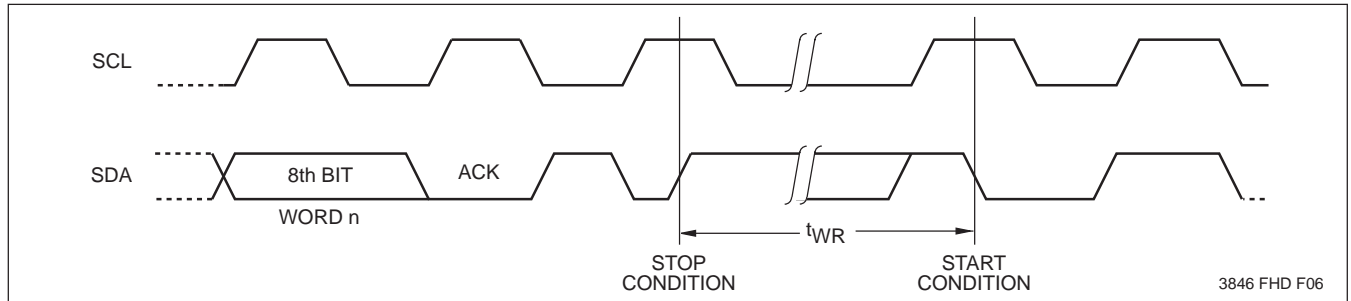 SCL
SDA
8th BIT
ACK
WORD n
tWR
STOP
CONDITION
START
CONDITION
3846 FHD F06